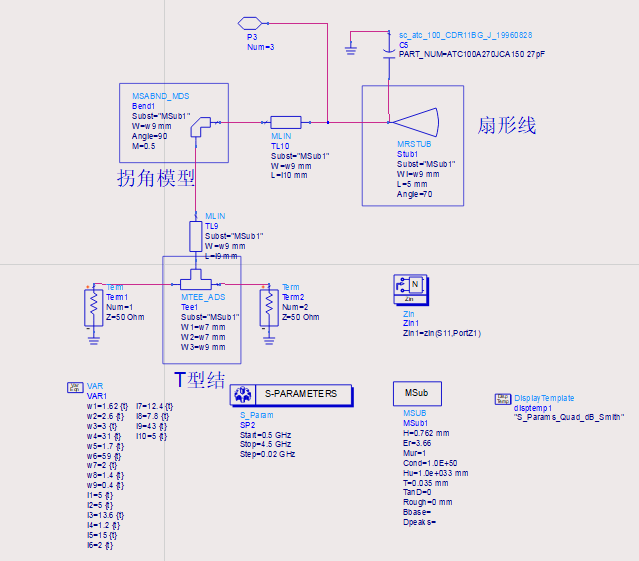 P3
Num=3
sc_atc_100_CDR11BG_J_19960828
C5
PART_NUM=ATC100A270JCA150 27pF
MSABND_MDS
Bend1
Subst="MSub1"
W=w9 mm
Angle=90
M=0.5
拐角模型
MLIN
TL10
Subst="MSub1"
W=w9 mm
L=l10 mm
MRSTUB
Stub1
Subst="MSub1"
Wi=w9 mm
L=5 mm
Angle=70
扇形线
MLIN
TL9
Subst="MSub1"
W=w9 mm
L=l9 mm
Term
Term1
Num=1
Z=50 Ohm
MTEE_ADS
Tee1
Subst="MSub1"
W1=w7 mm
W2=w7 mm
W3=w9 mm
T型结
Term
Term2
Num=2
Z=50 Ohm
N
Zin
Zin
Zin1
Zin1=zin(S11,PortZ1)
Var
Eqn
VAR
VAR1
w1=1.62 {t}
w2=2.6 {t}
w3=3 {t}
w4=31 {t}
w5=1.7 {t}
w6=59 {t}
w7=2 {t}
w8=1.4 {t}
w9=0.4 {t}
l1=5 {t}
l2=5 {t}
l3=13.6 {t}
l4=1.2 {t}
l5=15 {t}
l6=2 {t}
l7=12.4 {t}
l8=7.8 {t}
l9=43 {t}
l10=5 {t}
S-PARAMETERS
S_Param
SP2
Start=0.5 GHz
Stop=4.5 GHz
Step=0.02 GHz
MSub
MSUB
MSub1
H=0.762 mm
Er=3.66
Mur=1
Cond=1.0E+50
Hu=1.0e+033 mm
T=0.035 mm
TanD=0
Rough=0 mm
Bbase=
Dpeaks=
Disp
Temp
DisplayTemplate
disptemp1
"S_Params_Quad_dB_Smith"